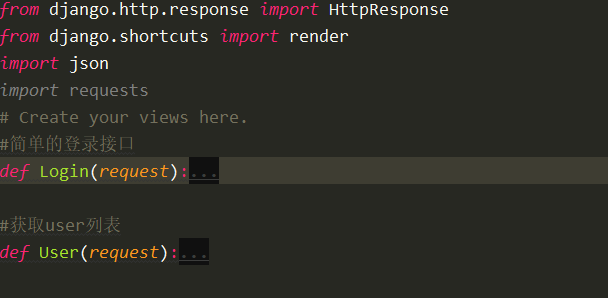 from django.http.response import HttpResponse
from django.shortcuts import render
import json
import requests
# Create your views here.
#简单的登录接口
def Login(request):...
#获取user列表
def User(request):...